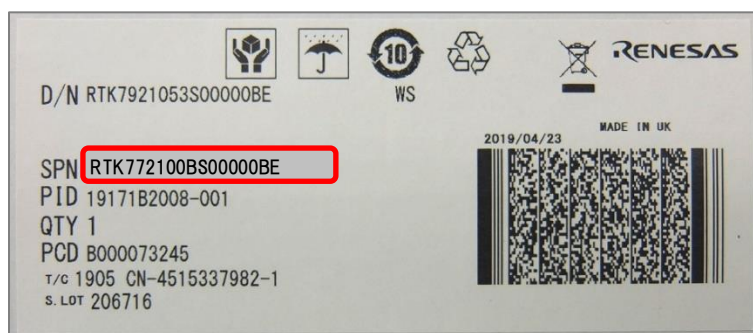 10
RENESAS
D/N RTK7921053S00000BE
WS
MADE IN UK
2019/04/23
SPN RTK772100BS00000BE
PID 19171B2008-001
QTY 1
PCD B000073245
T/C 1905 CN-4515337982-1
S.LOT 206716